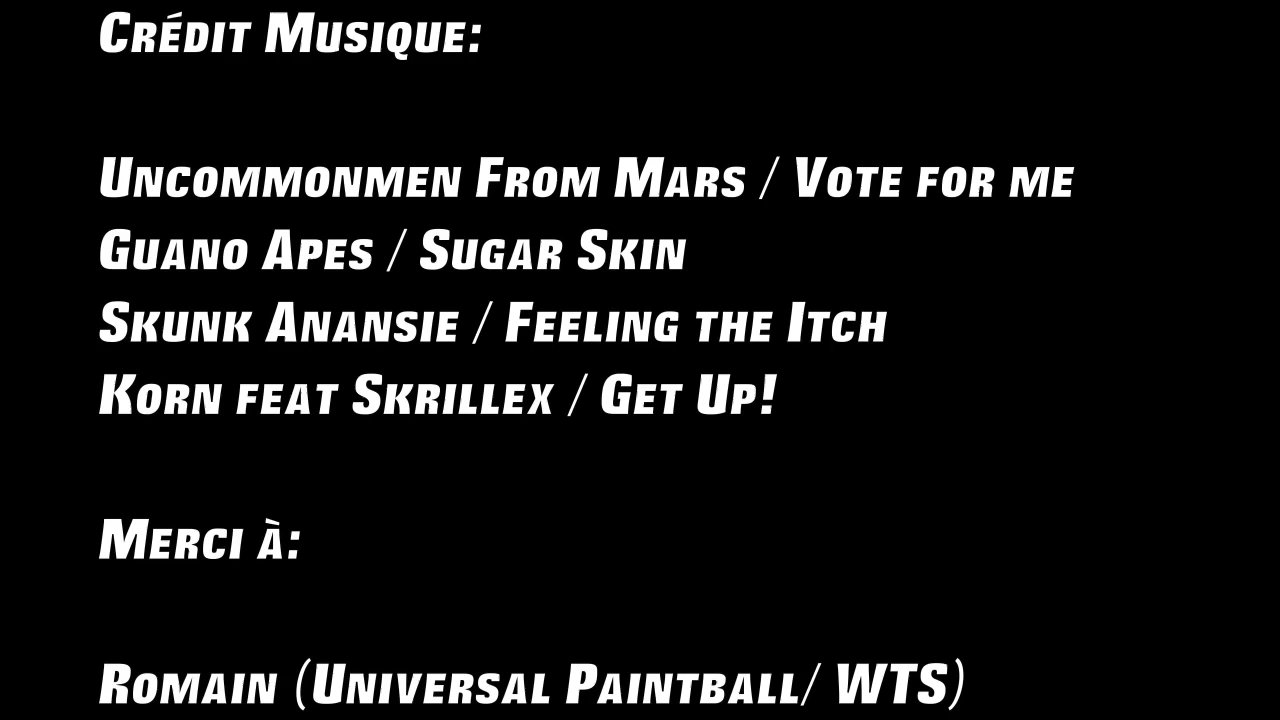 Crédit Musique:
Uncommonmen From Mars / Vote for me
Guano Apes / Sugar Skin
Skunk Anansie / Feeling the Itch
Korn feat Skrillex / Get Up!
Merci à:
Romain (Universal Paintball/ WTS)